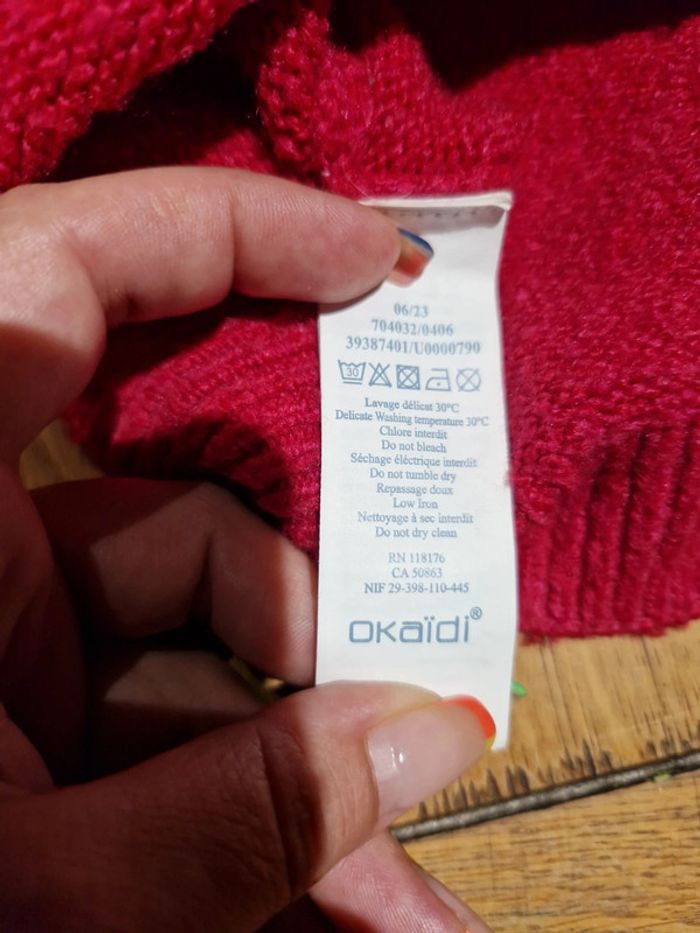 06/23
704032/0406
39387401/U0000790
30
Lavage délicat 30°C
Delicate Washing temperature 30°C
Chlore interdit
Do not bleach
Séchage éléctrique interdit
Do not tumble dry
Repassage doux
Low Iron
Nettoyage à sec interdit
Do not dry clean
RN 118176
CA 50863
NIF 29-398-110-445
okaïdi®